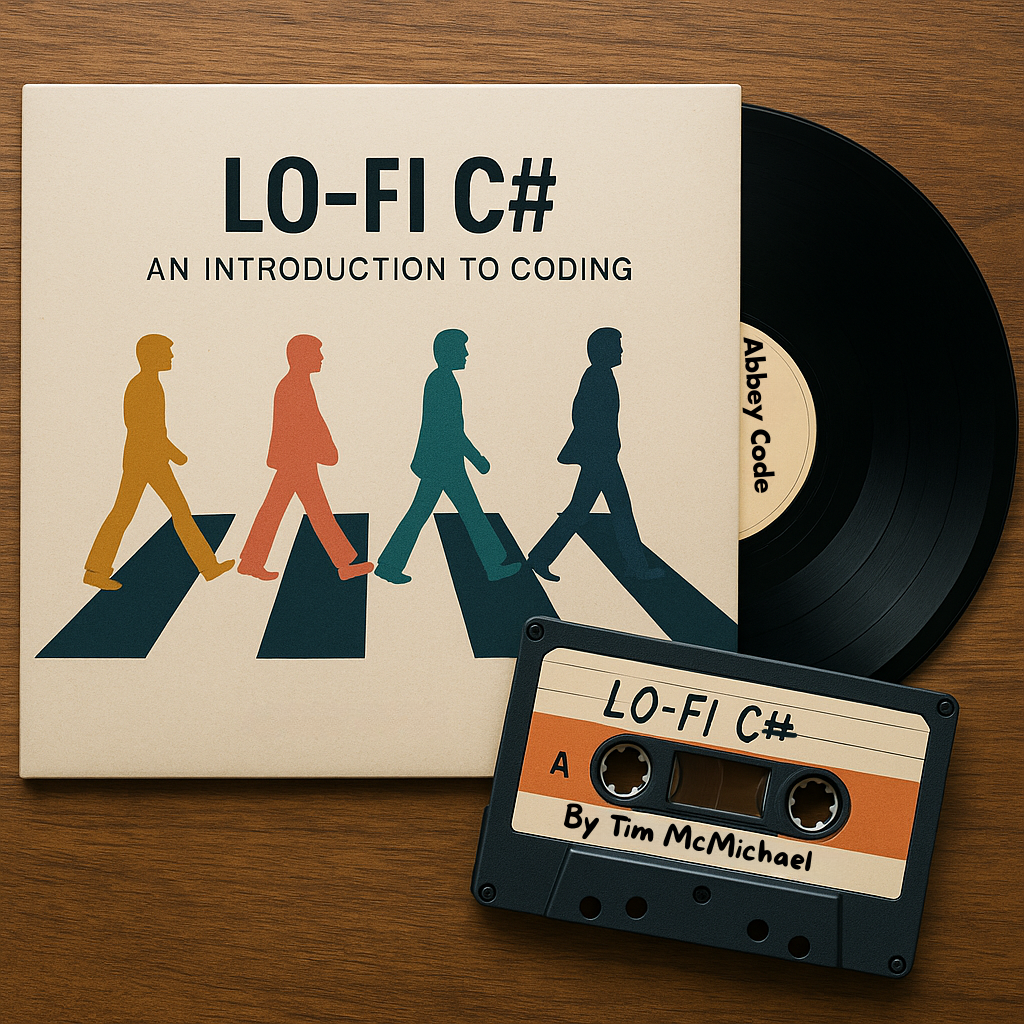 LO-FI C#
AN INTRODUCTION TO CODING
Abbey Code
LO-FI C#
A
By Tim McMichael